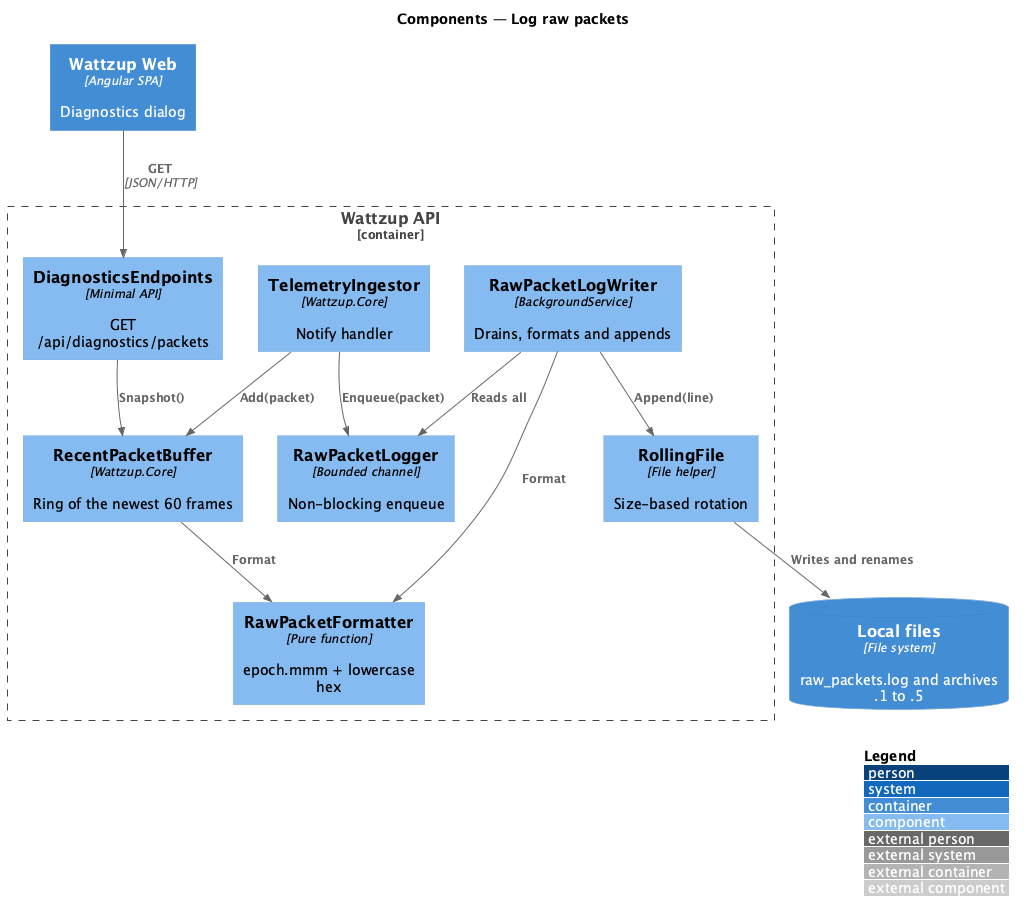 Components — Log raw packets
Wattzup Web
[Angular SPA]
Diagnostics dialog
GET
[JSON/HTTP]
Wattzup API
[container]
DiagnosticsEndpoints
[Minimal API]
GET
/api/diagnostics/packets
TelemetryIngestor
[Wattzup.Core]
Notify handler
RawPacketLogWriter
[BackgroundService]
Drains, formats and appends
Snapshot()
Add(packet)
Enqueue(packet)
Reads all
Append(line)
RecentPacketBuffer
[Wattzup.Core]
Ring of the newest 60 frames
RawPacketLogger
[Bounded channel]
Non-blocking enqueue
Format
RollingFile
[File helper]
Size-based rotation
Format
Writes and renames
RawPacketFormatter
[Pure function]
epoch.mmm + lowercase
hex
Local files
[File system]
raw_packets.log and archives
.1 to .5
Legend
person
system
container
component
external person
external system
external container
external component